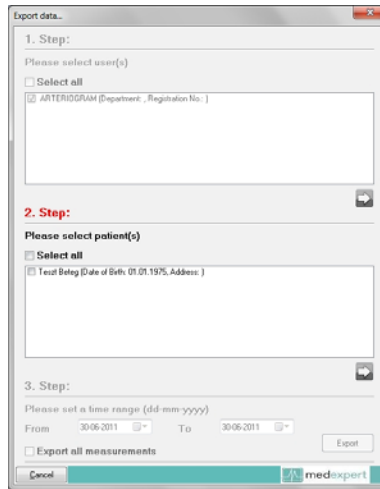 Export data...
1. Step:
Please select user(s)
Select all
ARTERIOGRAM (Department: , Registration No.: )
2. Step:
Please select patient(s)
Select all
Teszt Beteg (Date of Birth: 01.01.1975, Address: )
3. Step:
Please set a time range (dd-mm-yyyy)
From 30-06-2011 To 30-06-2011
Export
Export all measurements
Cancel medexpert